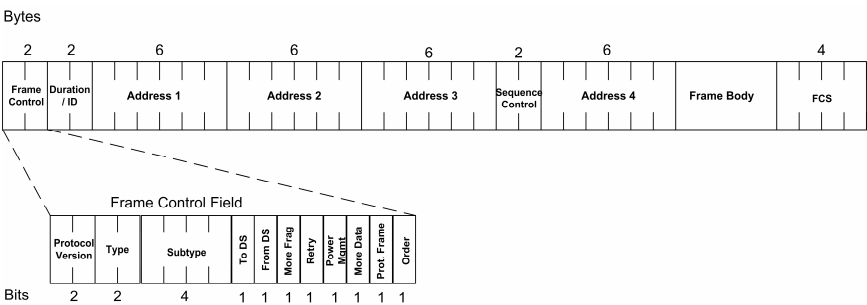 Bytes
2 2 6 6 6 2 6 4
Frame
Control
Duration
/ ID
Address 1
Address 2
Address 3
Sequence
Control
Address 4
Frame Body
FCS
Frame Control Field
Protocol
Version
Type
Subtype
To DS
From DS
More Frag
Retry
Power
Mgmt
More Data
Prot. Frame
Order
Bits 2 2 4 1 1 1 1 1 1 1 1